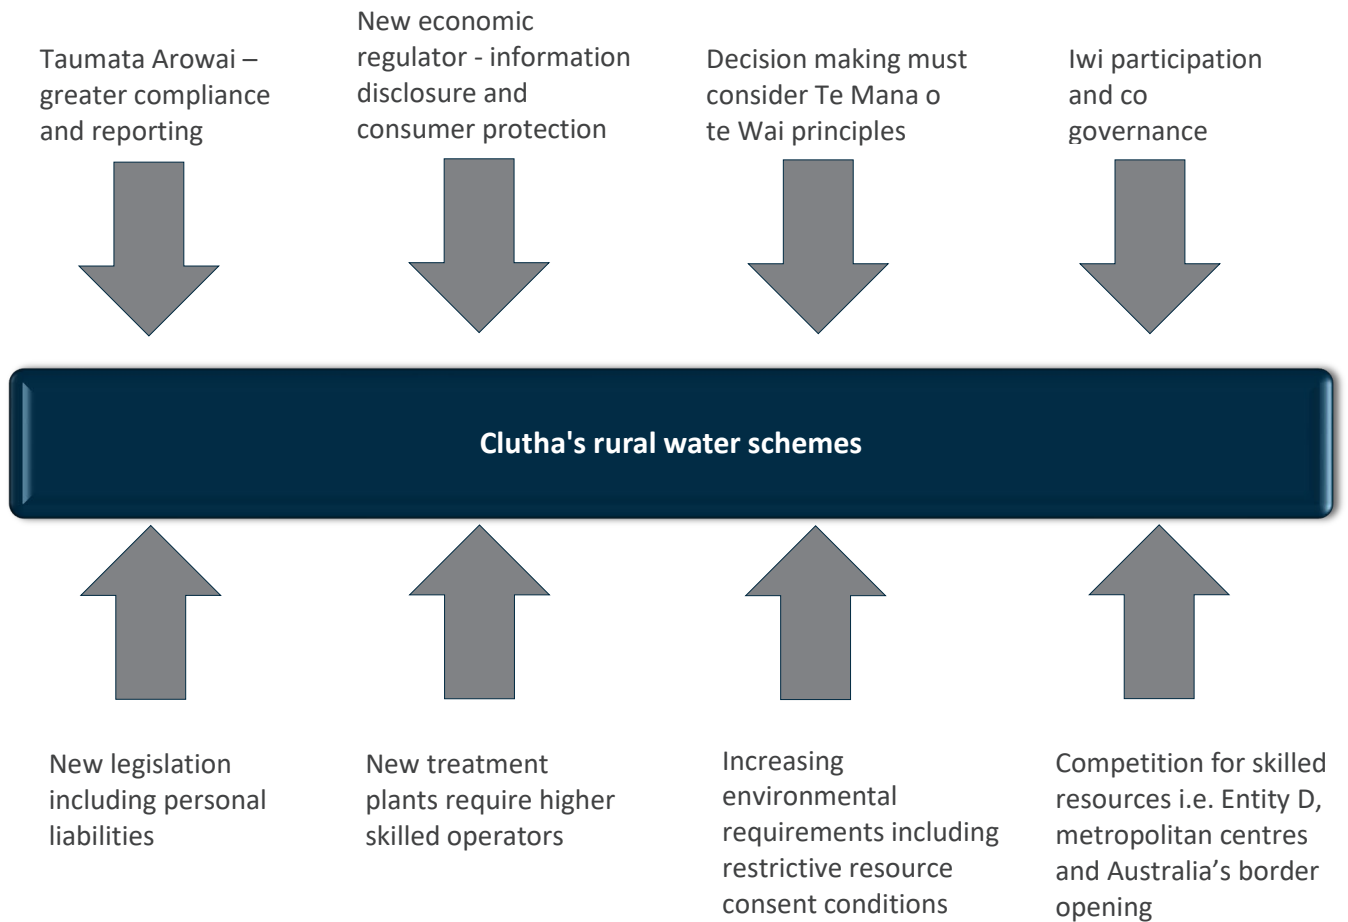 Taumata Arowai –
greater compliance
and reporting
New economic
regulator - information
disclosure and
consumer protection
Decision making must
consider Te Mana o
te Wai principles
Iwi participation
and co
governance
Clutha's rural water schemes
New legislation
including personal
liabilities
New treatment
plants require higher
skilled operators
Increasing
environmental
requirements including
restrictive resource
consent conditions
Competition for skilled
resources i.e. Entity D,
metropolitan centres
and Australia’s border
opening